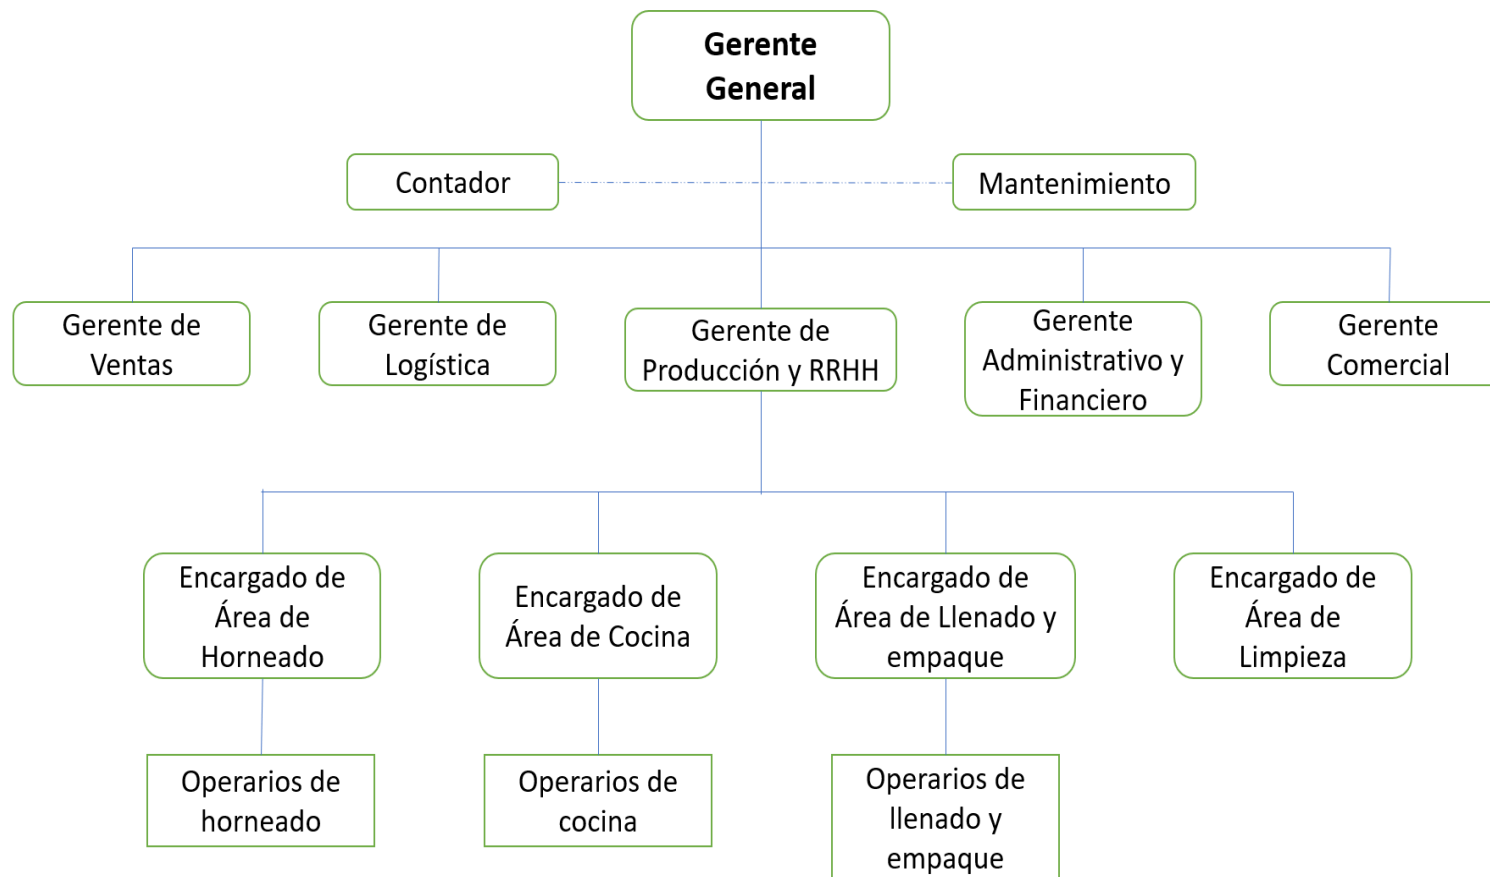 Gerente
General
Contador
Mantenimiento
Gerente de
Ventas
Gerente de
Logística
Gerente de
Producción y RRHH
Gerente
Administrativo y
Financiero
Gerente
Comercial
Encargado de
Área de
Horneado
Encargado de
Área de Cocina
Encargado de
Área de Llenado y
empaque
Encargado de
Área de
Limpieza
Operarios de
horneado
Operarios de
cocina
Operarios de
llenado y
empaque